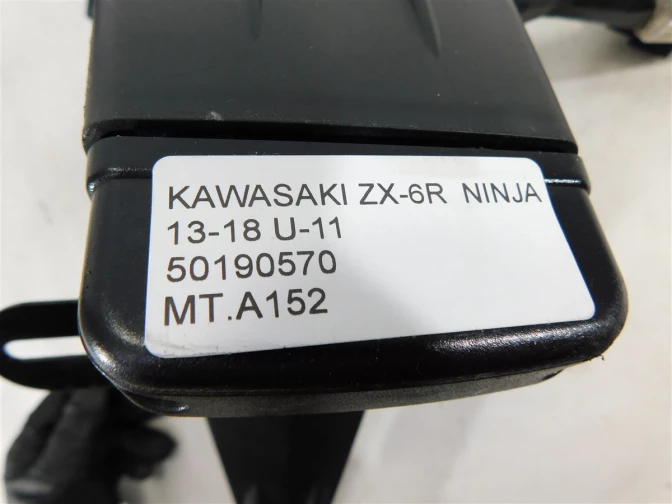 KAWASAKI ZX-6R NINJA
13-18 U-11
50190570
MT.A152